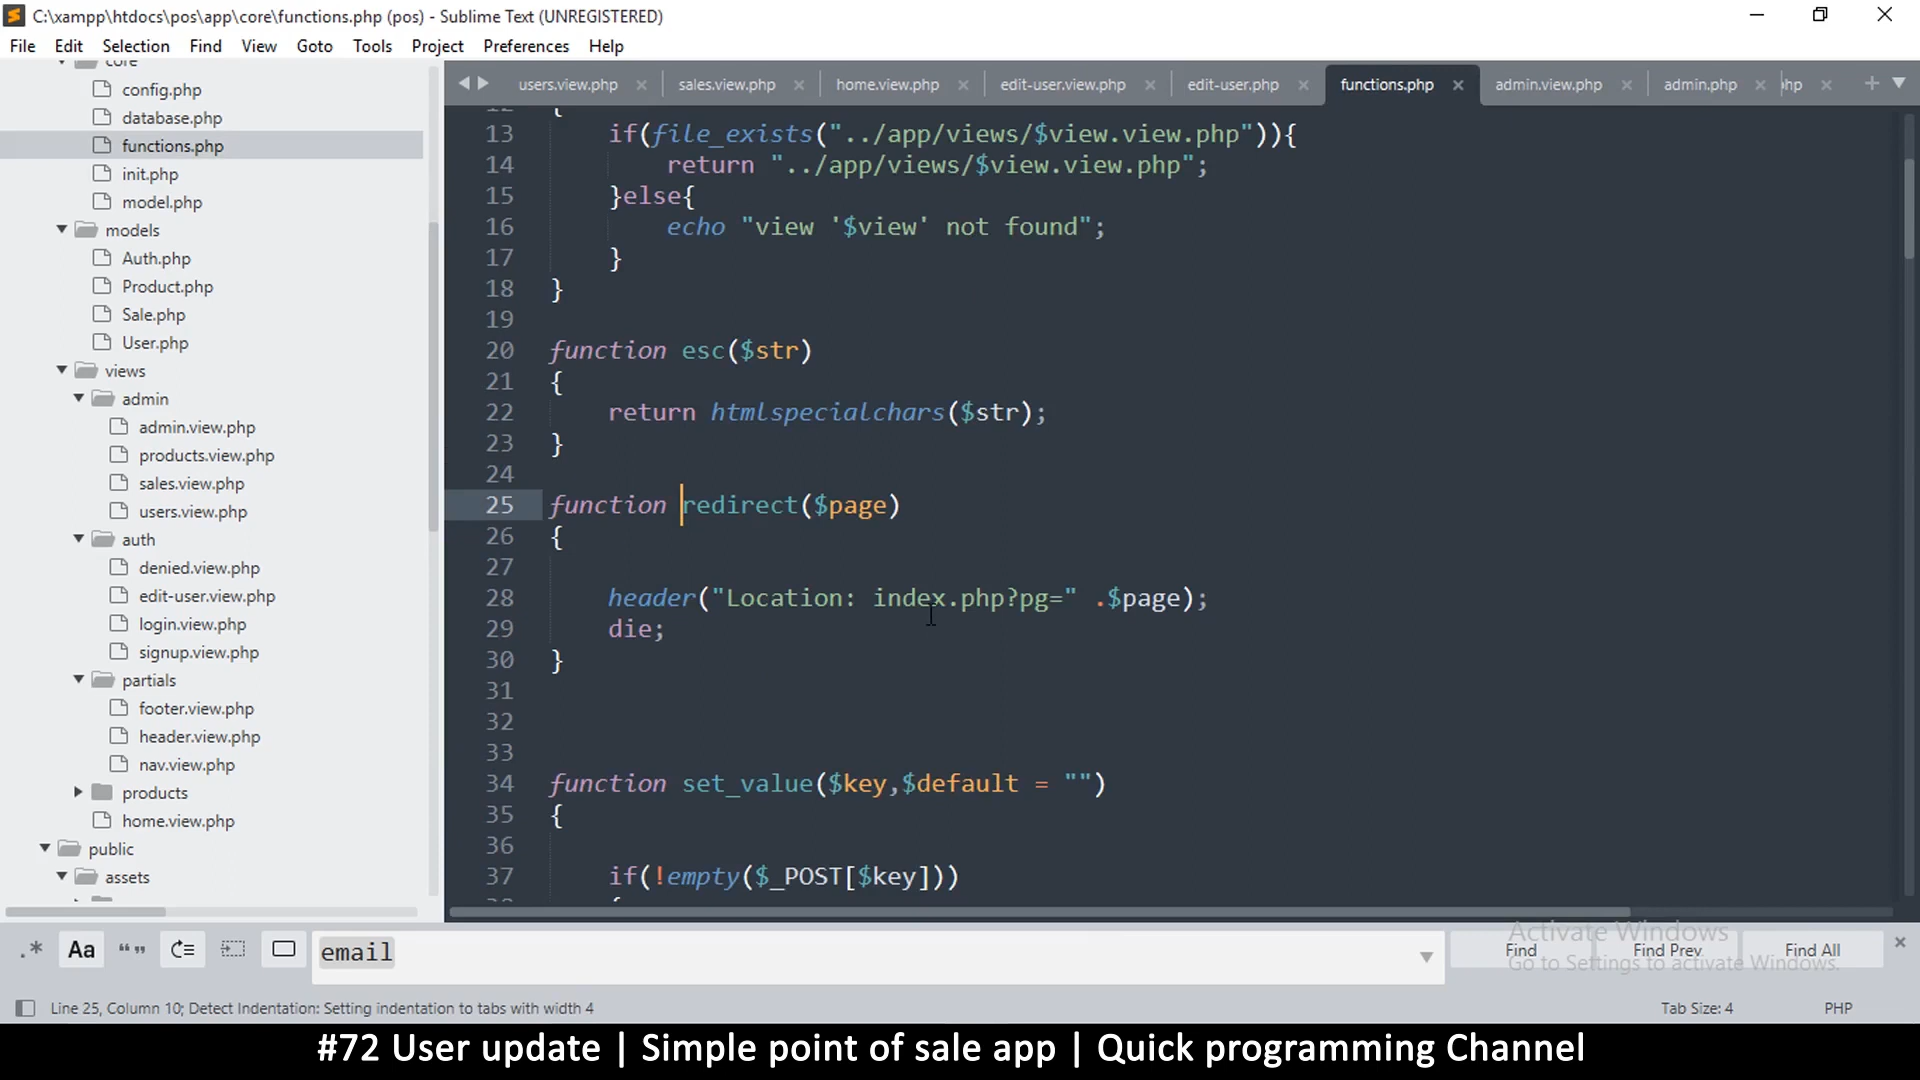 C:\xampp\htdocs\pos\app\core\functions.php (pos) - Sublime Text (UNREGISTERED)
File Edit Selection Find View Goto Tools Project Preferences Help
core
config.php
database.php
functions.php
init.php
model.php
models
Auth.php
Product.php
Sale.php
User.php
views
admin
admin.view.php
products.view.php
sales.view.php
users.view.php
auth
denied.view.php
edit-user.view.php
login.view.php
signup.view.php
partials
footer.view.php
header.view.php
nav.view.php
products
home.view.php
public
assets
users.view.php sales.view.php home.view.php edit-user.view.php edit-user.php functions.php admin.view.php admin.php
12 {
13 if(file_exists("../app/views/$view.view.php")){
14 return "../app/views/$view.view.php";
15 }else{
16 echo "view '$view' not found";
17 }
18 }
19
20 function esc($str)
21 {
22 return htmlspecialchars($str);
23 }
24
25 function redirect($page)
26 {
27
28 header("Location: index.php?pg=" .$page);
29 die;
30 }
31
32
33
34 function set_value($key,$default = "")
35 {
36
37 if(!empty($_POST[$key]))
.* Aa “” email Find Find Prev Find All
Activate Windows
Go to Settings to activate Windows.
Line 25, Column 10; Detect Indentation: Setting indentation to tabs with width 4 Tab Size: 4 PHP
#72 User update | Simple point of sale app | Quick programming Channel